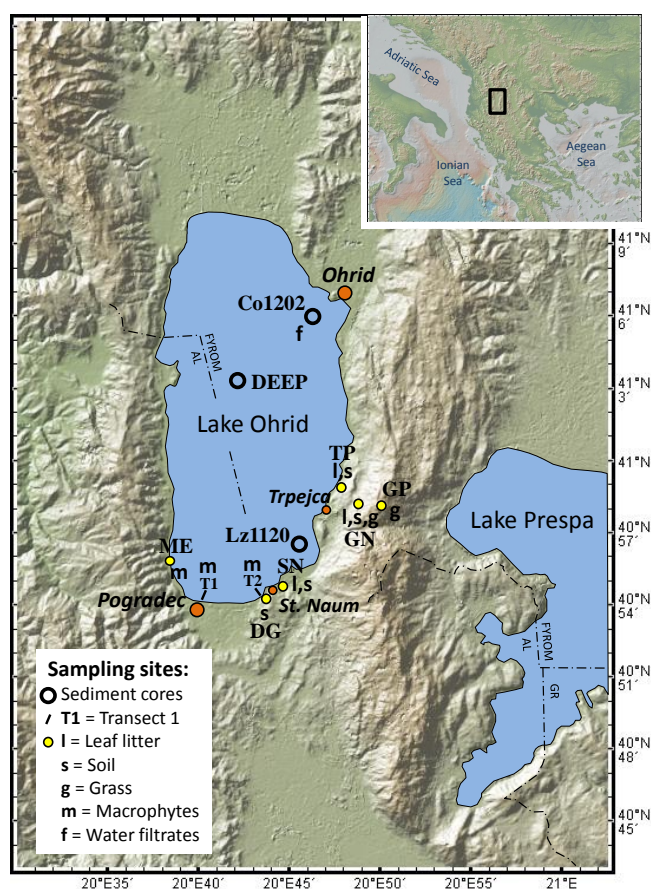 Adriatic Sea
Ionian
Sea
Aegean
Sea
41°N
9´
Ohrid
Co1202
f
41°N
6´
FYROM
AL
DEEP
41°N
3´
Lake Ohrid
TP
l,s
41°N
GP
g
Trpejca
l,s,g
GN
Lake Prespa
Lz1120
40°N
57´
ME
m
m
T1
m
T2
SN
l,s
Pogradec
s
St. Naum
DG
40°N
54´
FYROM
AL
GR
40°N
51´
40°N
48´
40°N
45´
Sampling sites:
Sediment cores
T1 = Transect 1
l = Leaf litter
s = Soil
g = Grass
m = Macrophytes
f = Water filtrates
20°E35´ 20°E40´ 20°E45´ 20°E50´ 20°E55´ 21°E